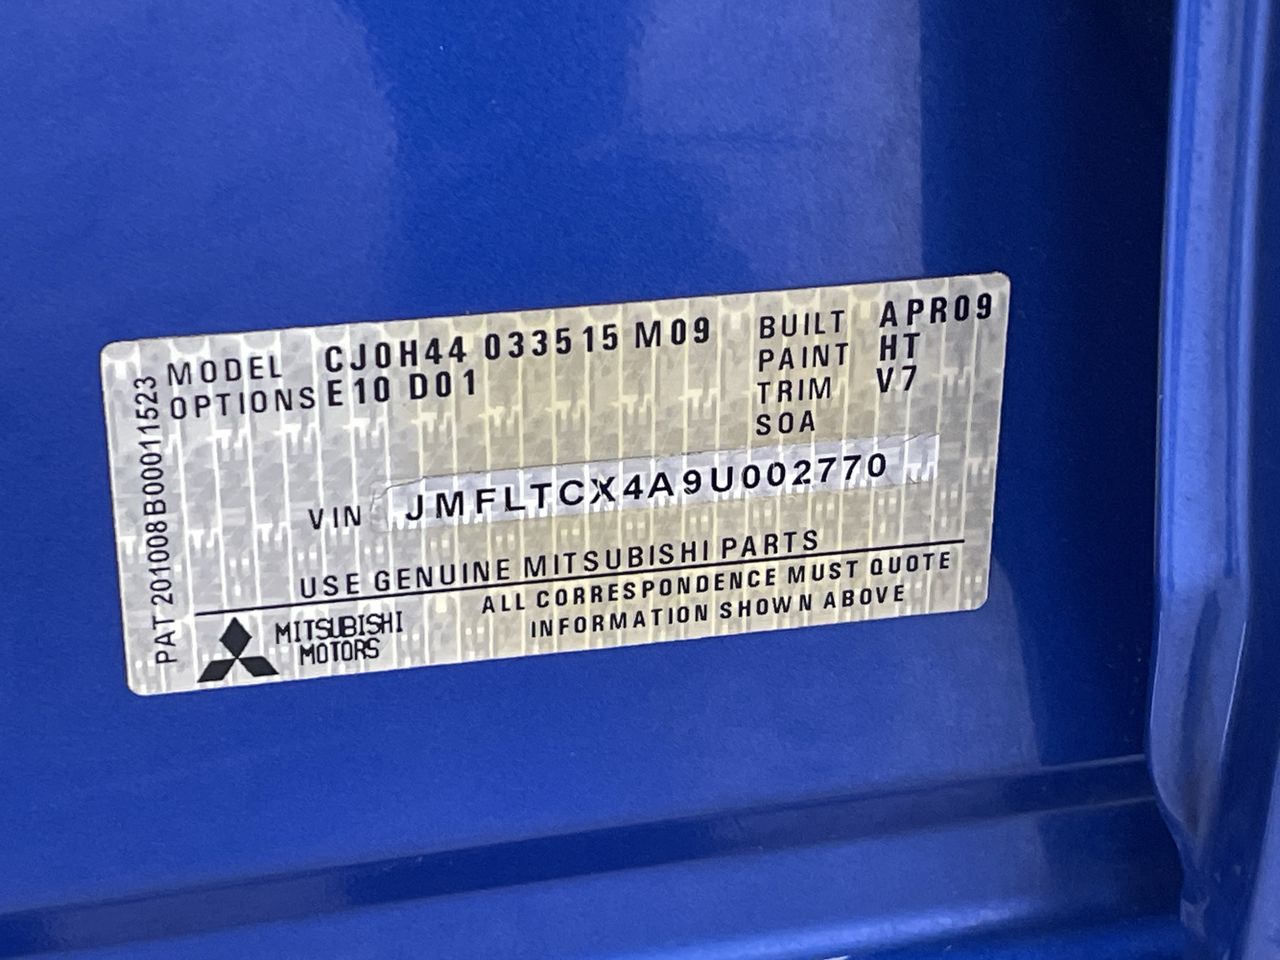 MODEL CJ0H44 033515 M09
OPTIONS E10 D01
BUILT APR09
PAINT HT
TRIM V7
SOA
VIN JMFLTCX4A9U002770
USE GENUINE MITSUBISHI PARTS
MITSUBISHI
MOTORS
ALL CORRESPONDENCE MUST QUOTE
INFORMATION SHOWN ABOVE
PAT 201008B00011523